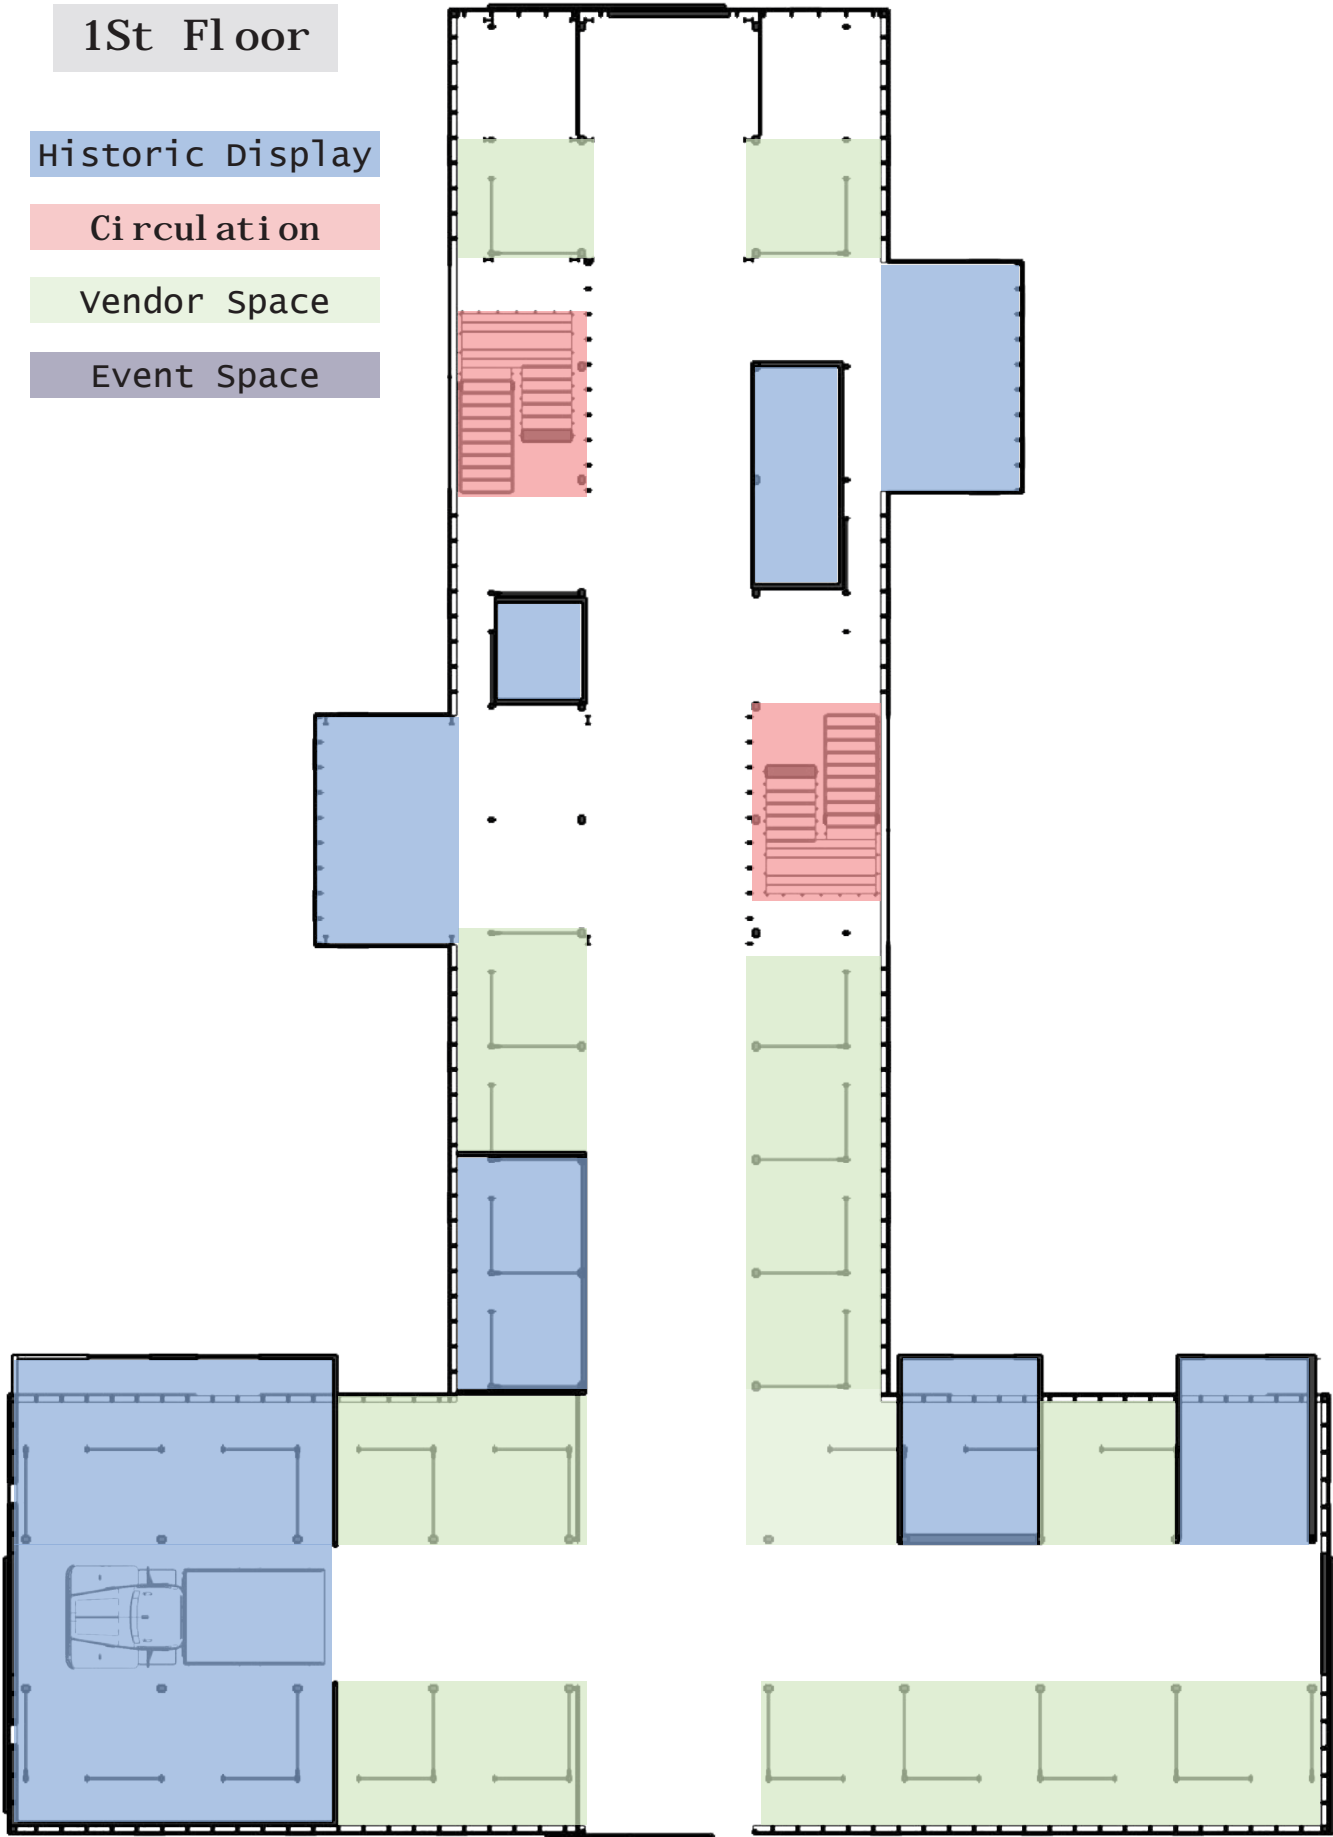 1St Floor
Historic Display
Circulation
Vendor Space
Event Space